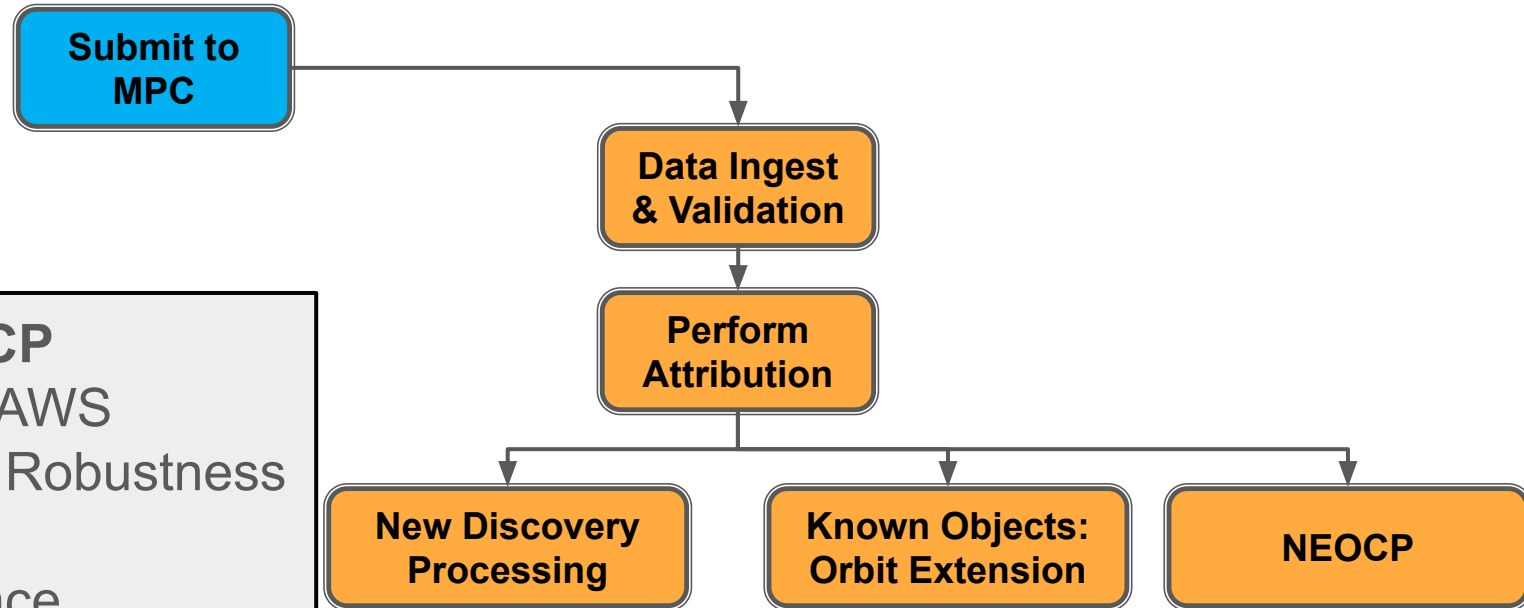 Submit to
MPC
Data Ingest
& Validation
Perform
Attribution
AWS
Robustness
New Discovery
Processing
Known Objects:
Orbit Extension
NEOCP